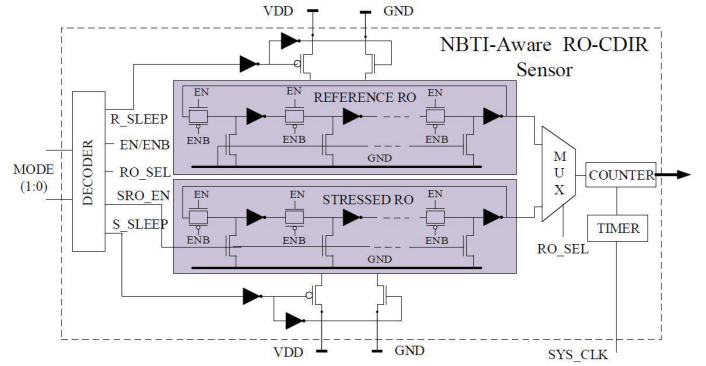 VDD GND
NBTI-Aware RO-CDIR
Sensor
R_SLEEP
EN/ENB
RO_SEL
SRO_EN
S_SLEEP
DECODER
MODE
(1:0)
REFERENCE RO
EN EN EN
ENB ENB ENB
GND
STRESSED RO
EN EN EN
ENB ENB ENB
GND
MUX
RO_SEL
COUNTER
TIMER
SYS_CLK
VDD GND